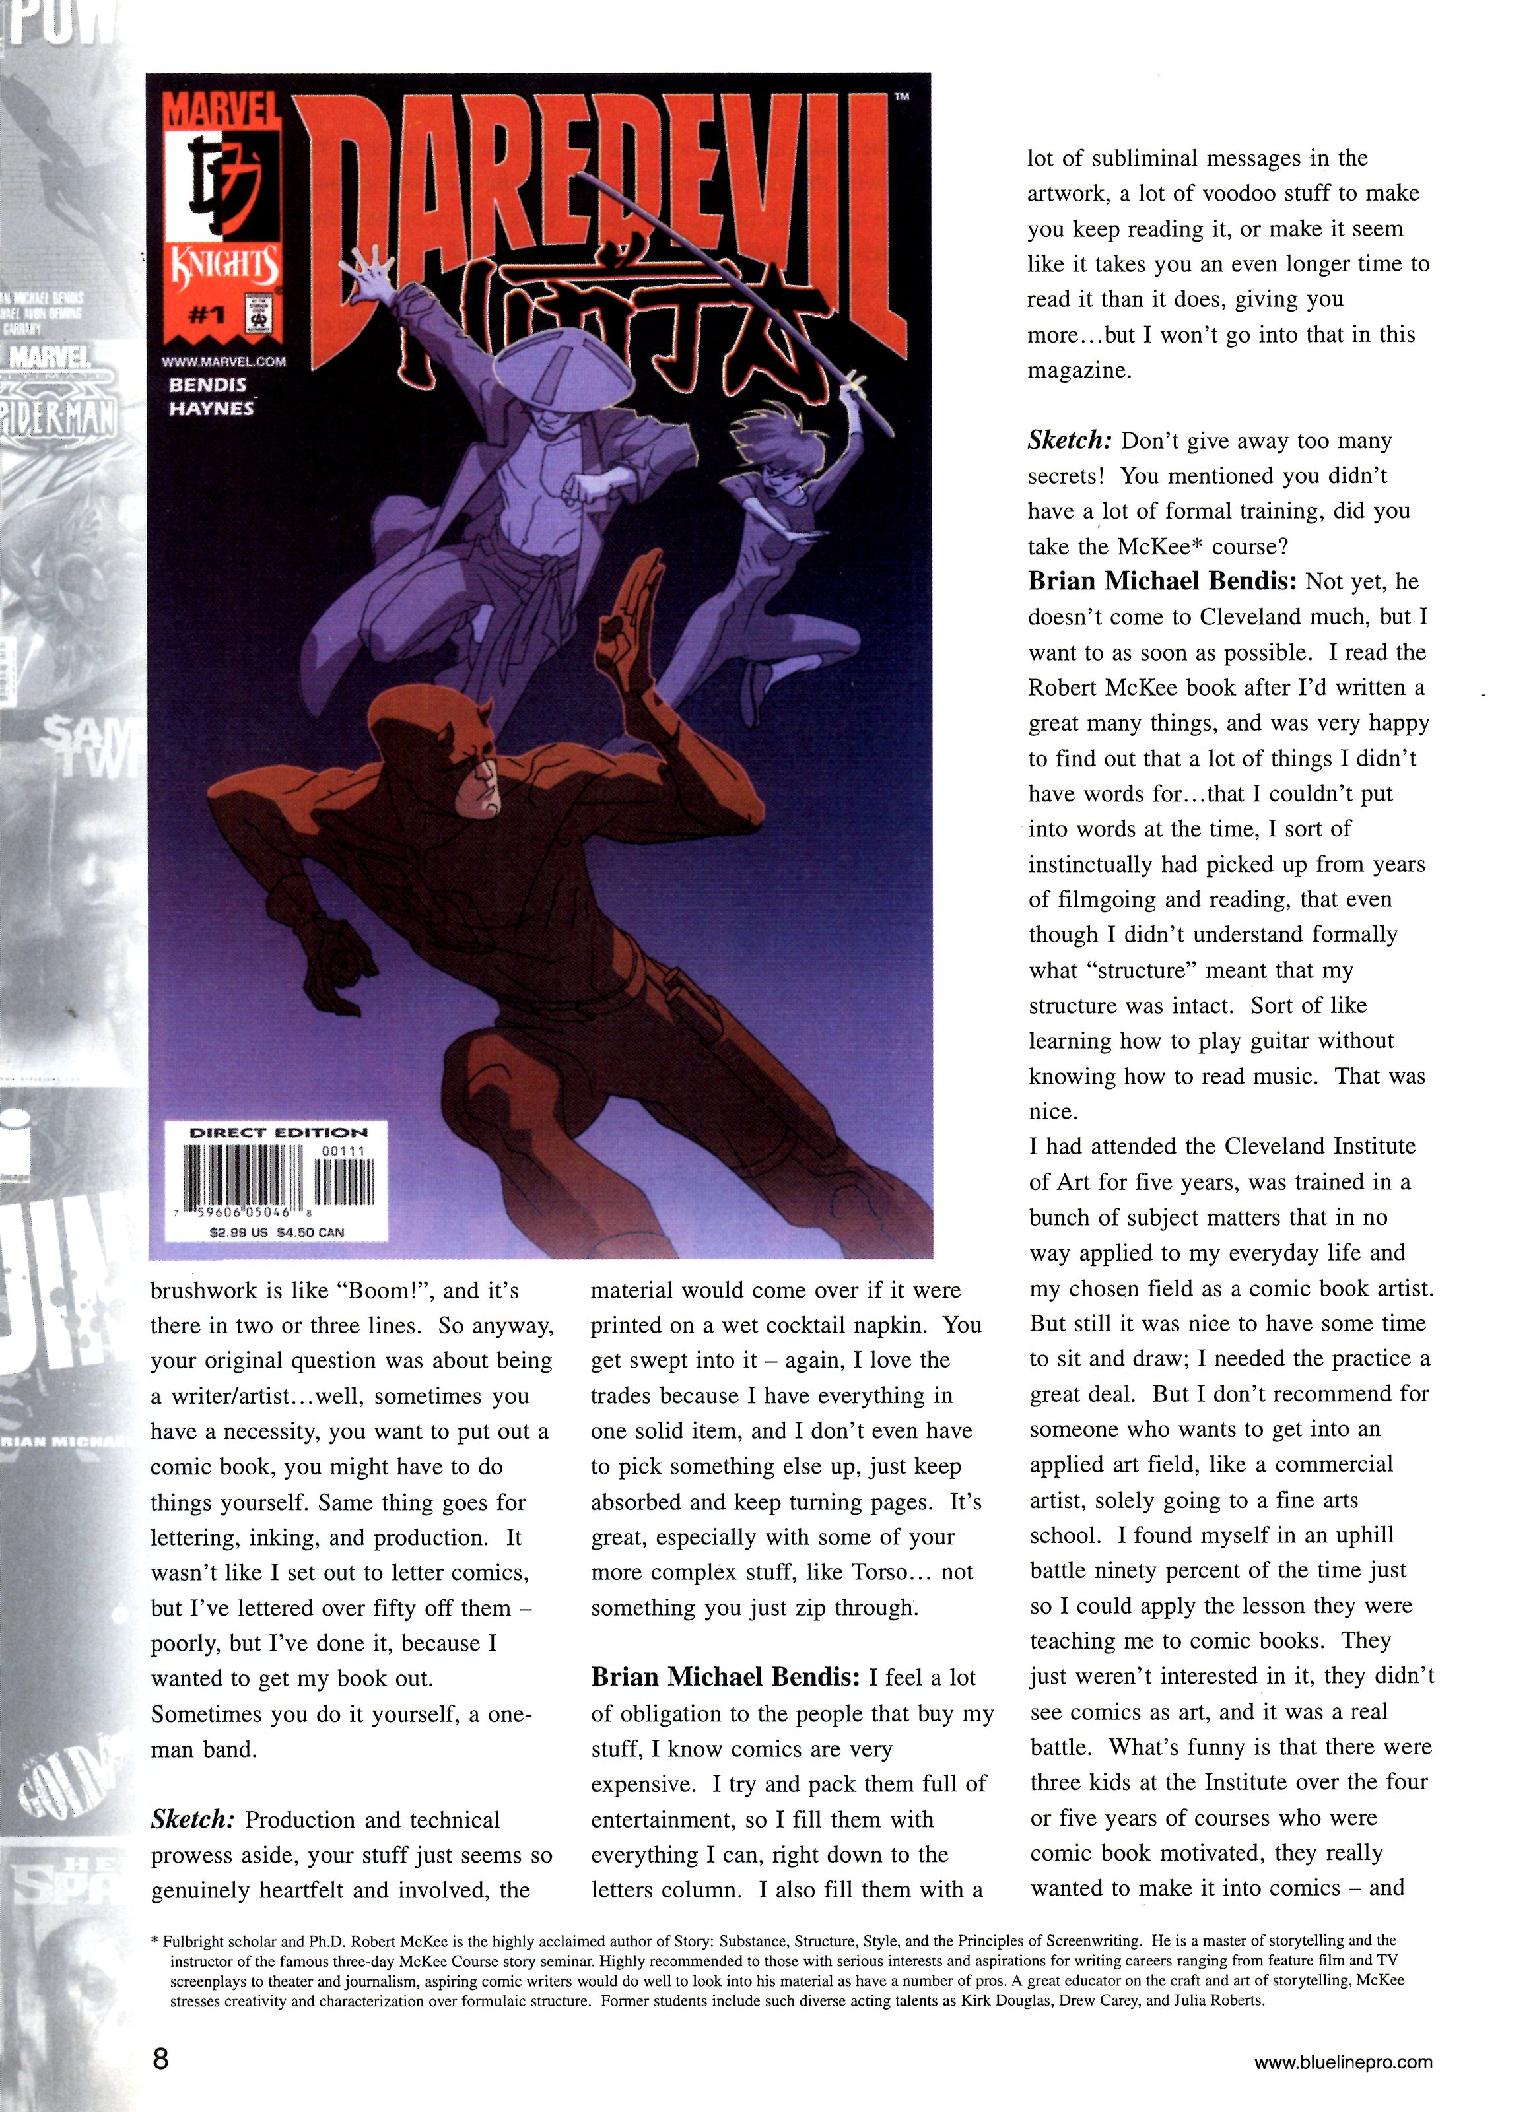 POW
MARVEL
SPIDER-MAN
SAM
TWI
MARVEL
KNIGHTS
#1
DAREDEVIL
TM
NINJA
WWW.MARVEL.COM
BENDIS
HAYNES
DIRECT EDITION
00111
7 59606 05046 8
$2.99 US $4.50 CAN
brushwork is like “Boom!”, and it’s
there in two or three lines. So anyway,
your original question was about being
a writer/artist…well, sometimes you
have a necessity, you want to put out a
comic book, you might have to do
things yourself. Same thing goes for
lettering, inking, and production. It
wasn’t like I set out to letter comics,
but I’ve lettered over fifty off them –
poorly, but I’ve done it, because I
wanted to get my book out.
Sometimes you do it yourself, a one-
man band.
Sketch: Production and technical
prowess aside, your stuff just seems so
genuinely heartfelt and involved, the
material would come over if it were
printed on a wet cocktail napkin. You
get swept into it – again, I love the
trades because I have everything in
one solid item, and I don’t even have
to pick something else up, just keep
absorbed and keep turning pages. It’s
great, especially with some of your
more complex stuff, like Torso… not
something you just zip through.
Brian Michael Bendis: I feel a lot
of obligation to the people that buy my
stuff, I know comics are very
expensive. I try and pack them full of
entertainment, so I fill them with
everything I can, right down to the
letters column. I also fill them with a
lot of subliminal messages in the
artwork, a lot of voodoo stuff to make
you keep reading it, or make it seem
like it takes you an even longer time to
read it than it does, giving you
more…but I won’t go into that in this
magazine.
Sketch: Don’t give away too many
secrets! You mentioned you didn’t
have a lot of formal training, did you
take the McKee* course?
Brian Michael Bendis: Not yet, he
doesn’t come to Cleveland much, but I
want to as soon as possible. I read the
Robert McKee book after I’d written a
great many things, and was very happy
to find out that a lot of things I didn’t
have words for…that I couldn’t put
into words at the time, I sort of
instinctually had picked up from years
of filmgoing and reading, that even
though I didn’t understand formally
what “structure” meant that my
structure was intact. Sort of like
learning how to play guitar without
knowing how to read music. That was
nice.
I had attended the Cleveland Institute
of Art for five years, was trained in a
bunch of subject matters that in no
way applied to my everyday life and
my chosen field as a comic book artist.
But still it was nice to have some time
to sit and draw; I needed the practice a
great deal. But I don’t recommend for
someone who wants to get into an
applied art field, like a commercial
artist, solely going to a fine arts
school. I found myself in an uphill
battle ninety percent of the time just
so I could apply the lesson they were
teaching me to comic books. They
just weren’t interested in it, they didn’t
see comics as art, and it was a real
battle. What’s funny is that there were
three kids at the Institute over the four
or five years of courses who were
comic book motivated, they really
wanted to make it into comics – and
* Fulbright scholar and Ph.D. Robert McKee is the highly acclaimed author of Story: Substance, Structure, Style, and the Principles of Screenwriting. He is a master of storytelling and the
instructor of the famous three-day McKee Course story seminar. Highly recommended to those with serious interests and aspirations for writing careers ranging from feature film and TV
screenplays to theater and journalism, aspiring comic writers would do well to look into his material as have a number of pros. A great educator on the craft and art of storytelling, McKee
stresses creativity and characterization over formulaic structure. Former students include such diverse acting talents as Kirk Douglas, Drew Carey, and Julia Roberts.
8
www.bluelinepro.com